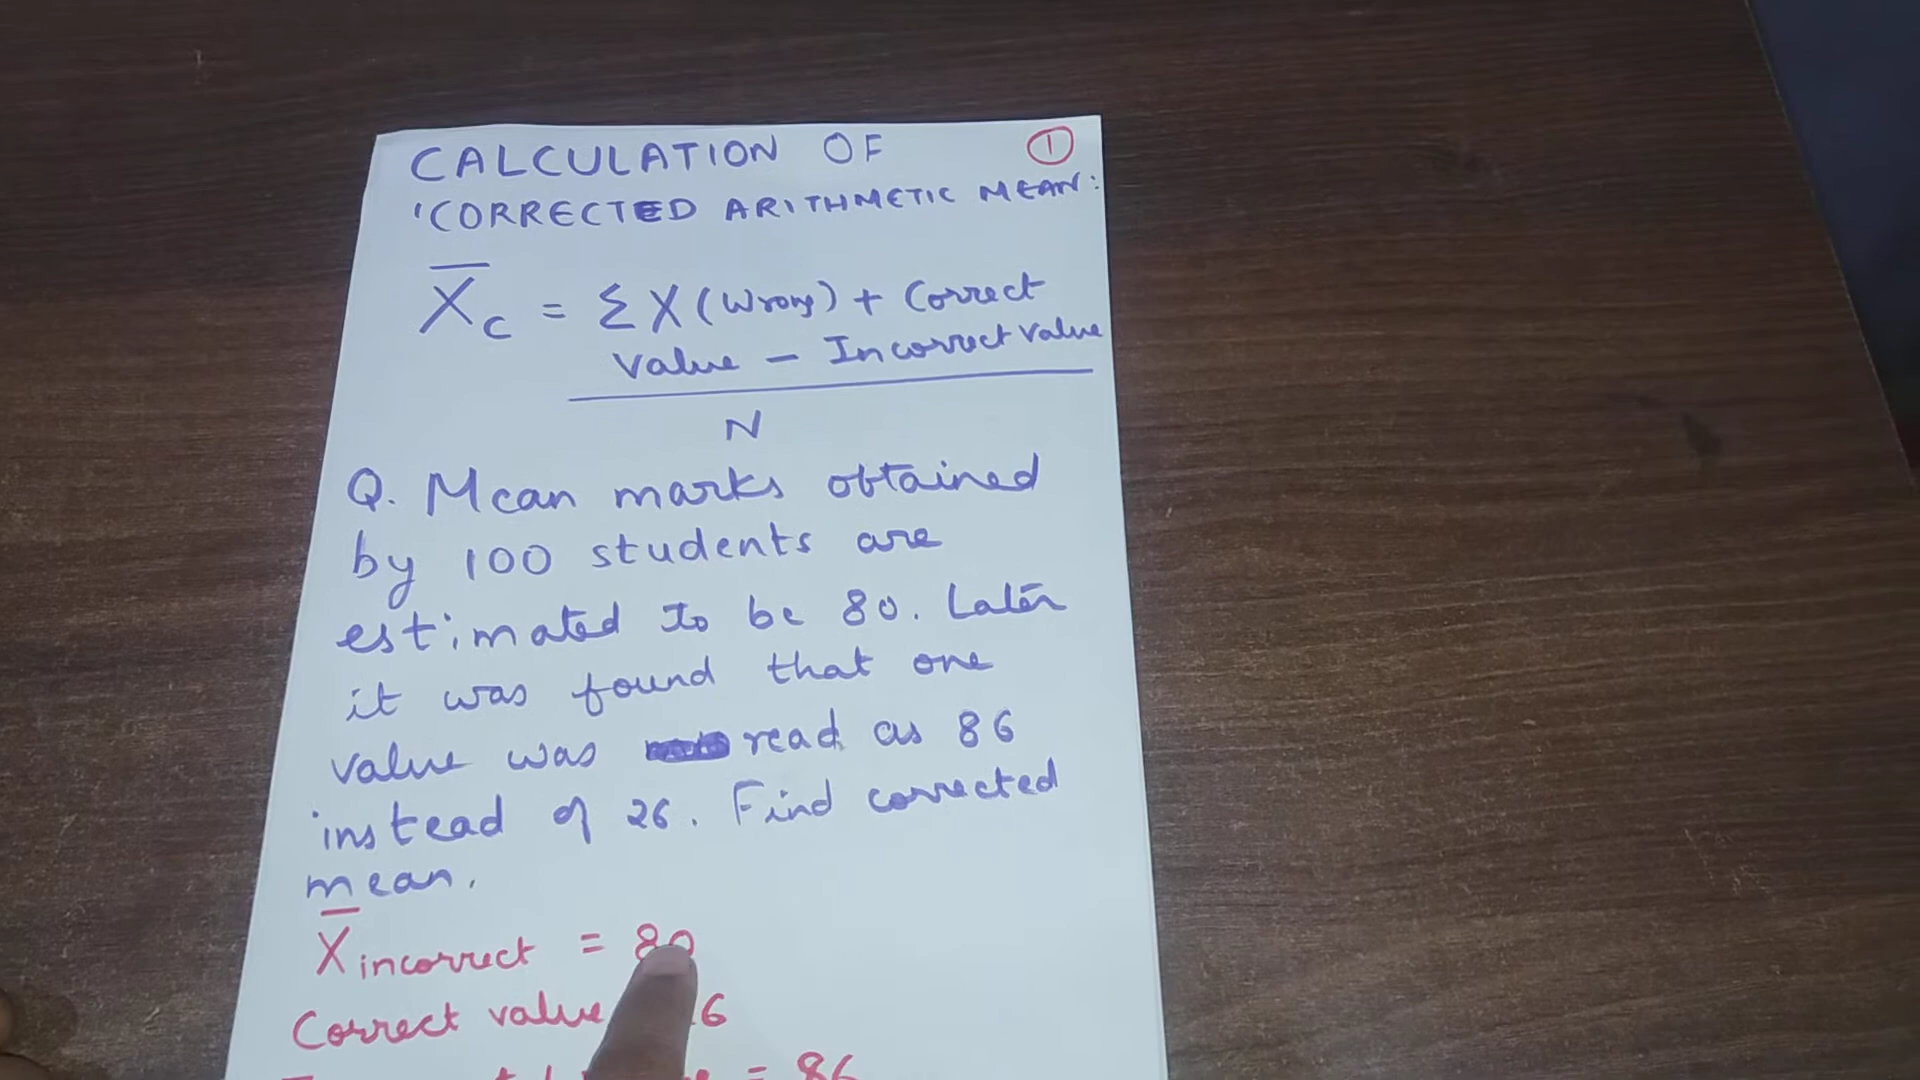 CALCULATION OF ①
'CORRECTED ARITHMETIC MEAN:
X̅c = ΣX (Wrong) + Correct
Value - Incorrect Value
N
Q. Mean marks obtained
by 100 students are
estimated to be 80. Later
it was found that one
value was read as 86
instead of 26. Find corrected
mean.
X̅ incorrect = 80
Correct value 6
= 86